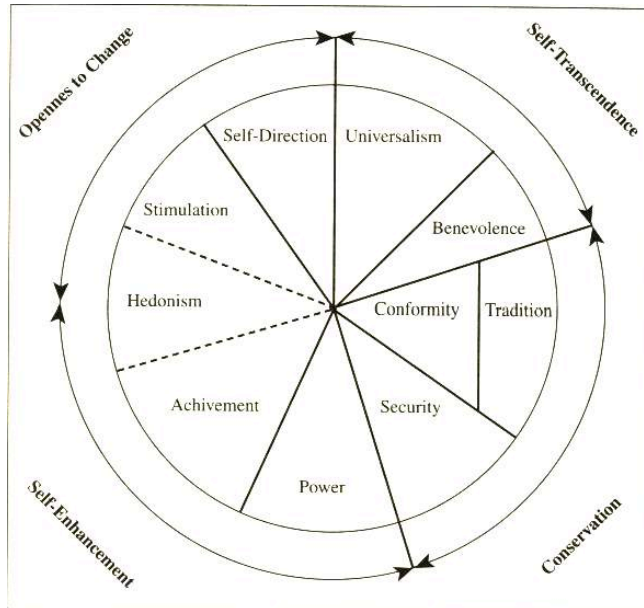 Opennes to Change
Self-Transcendence
Self-Direction
Universalism
Stimulation
Benevolence
Hedonism
Conformity
Tradition
Achivement
Security
Power
Self-Enhancement
Conservation